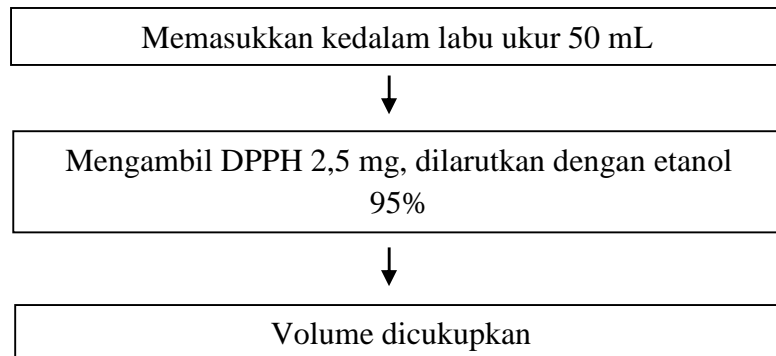 Memasukkan kedalam labu ukur 50 mL
Mengambil DPPH 2,5 mg, dilarutkan dengan etanol
95%
Volume dicukupkan